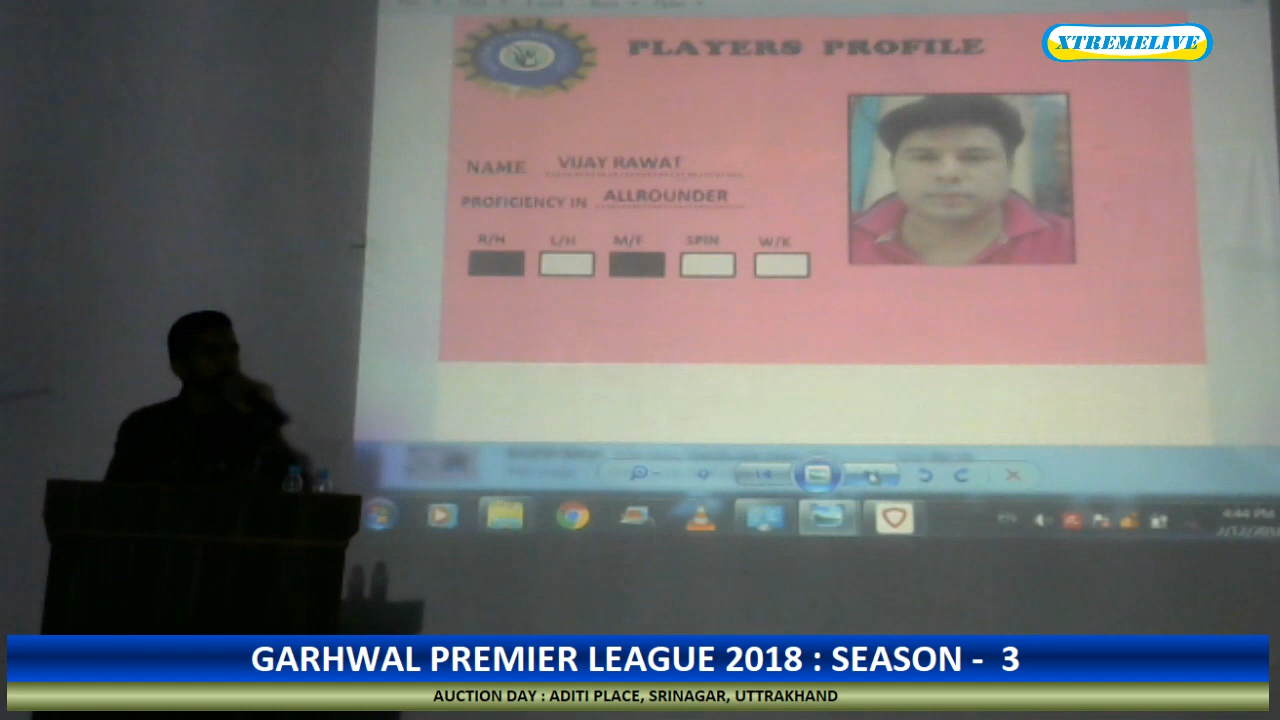 XTREMELIVE
PLAYERS PROFILE
NAME VIJAY RAWAT
PROFICIENCY IN ALLROUNDER
R/H L/H M/F SPIN W/K
4:44 PM
GARHWAL PREMIER LEAGUE 2018 : SEASON - 3
AUCTION DAY : ADITI PLACE, SRINAGAR, UTTRAKHAND